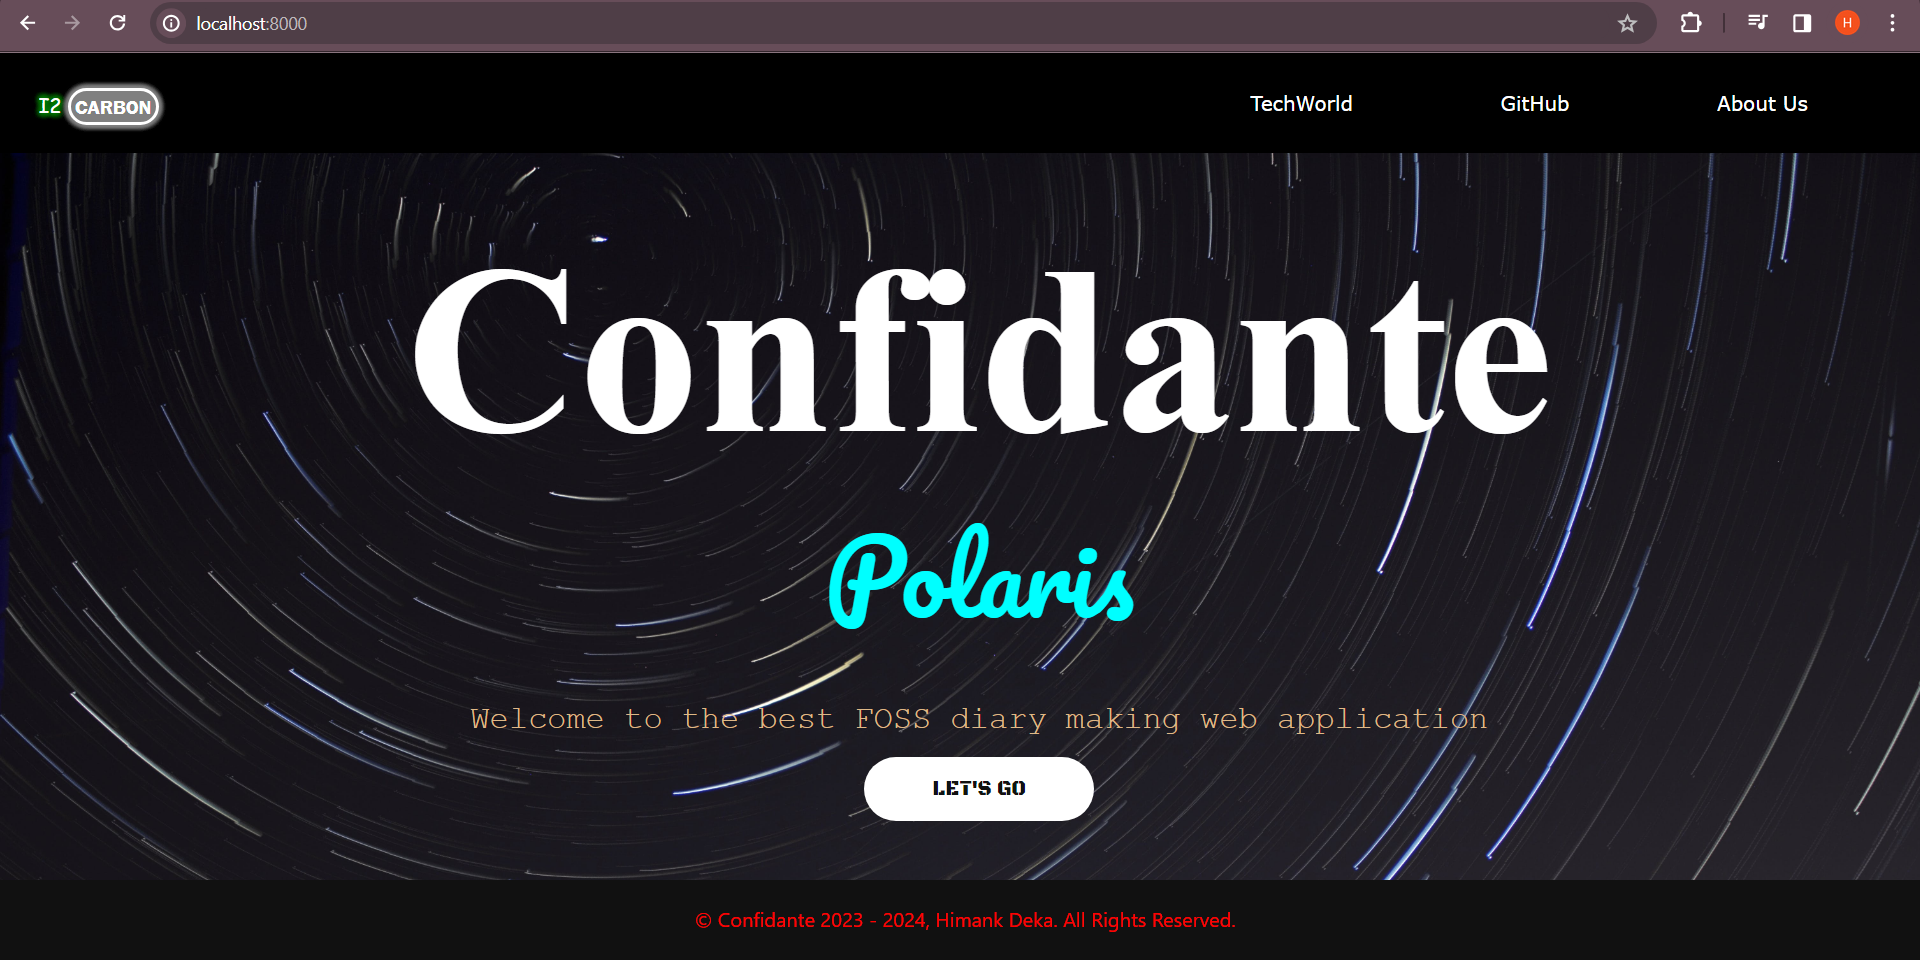 localhost:8000
H
I2 CARBON
TechWorld GitHub About Us
Confidante
Polaris
Welcome to the best FOSS diary making web application
LET'S GO
© Confidante 2023 - 2024, Himank Deka. All Rights Reserved.